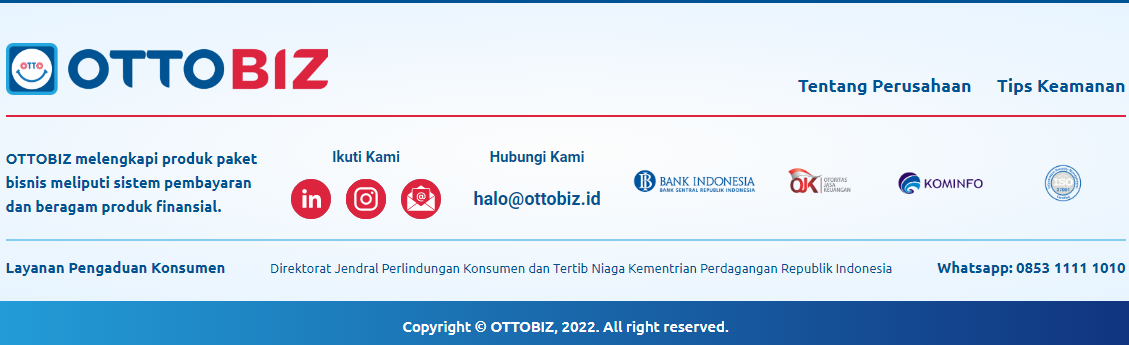 OTTO
OTTOBIZ
Tentang Perusahaan
Tips Keamanan
OTTOBIZ melengkapi produk paket
bisnis meliputi sistem pembayaran
dan beragam produk finansial.
Ikuti Kami
in
@
Hubungi Kami
halo@ottobiz.id
BANK INDONESIA
BANK SENTRAL REPUBLIK INDONESIA
OJK
OTORITAS
JASA
KEUANGAN
KOMINFO
ISO
27001
Layanan Pengaduan Konsumen
Direktorat Jendral Perlindungan Konsumen dan Tertib Niaga Kementrian Perdagangan Republik Indonesia
Whatsapp: 0853 1111 1010
Copyright © OTTOBIZ, 2022. All right reserved.